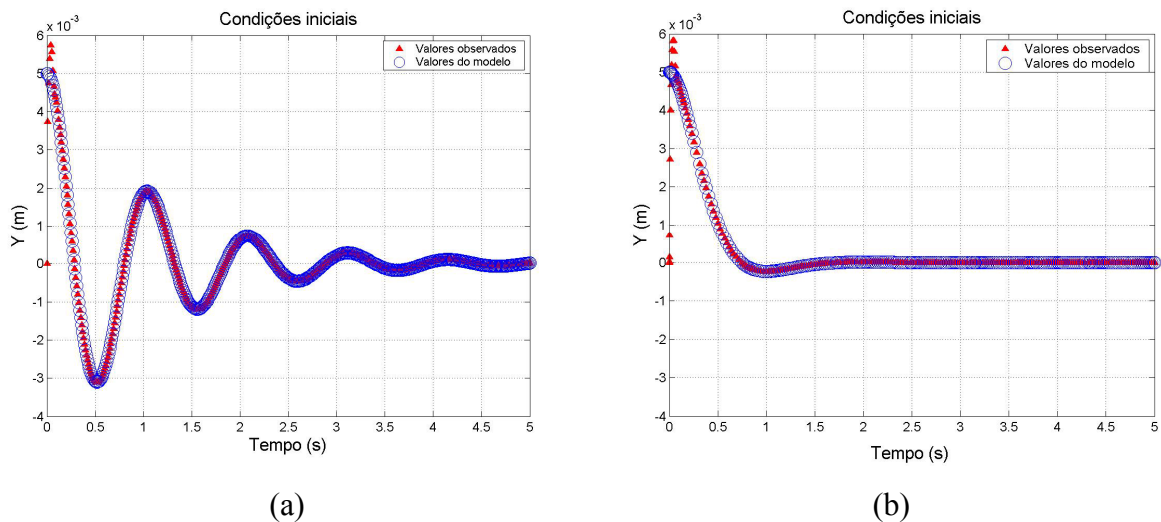 Condições iniciais
x 10⁻³
6
5
4
3
2
1
0
-1
-2
-3
-4
Y (m)
Valores observados
Valores do modelo
0 0.5 1 1.5 2 2.5 3 3.5 4 4.5 5
Tempo (s)
(a)
Condições iniciais
x 10⁻³
6
5
4
3
2
1
0
-1
-2
-3
-4
Y (m)
Valores observados
Valores do modelo
0 0.5 1 1.5 2 2.5 3 3.5 4 4.5 5
Tempo (s)
(b)